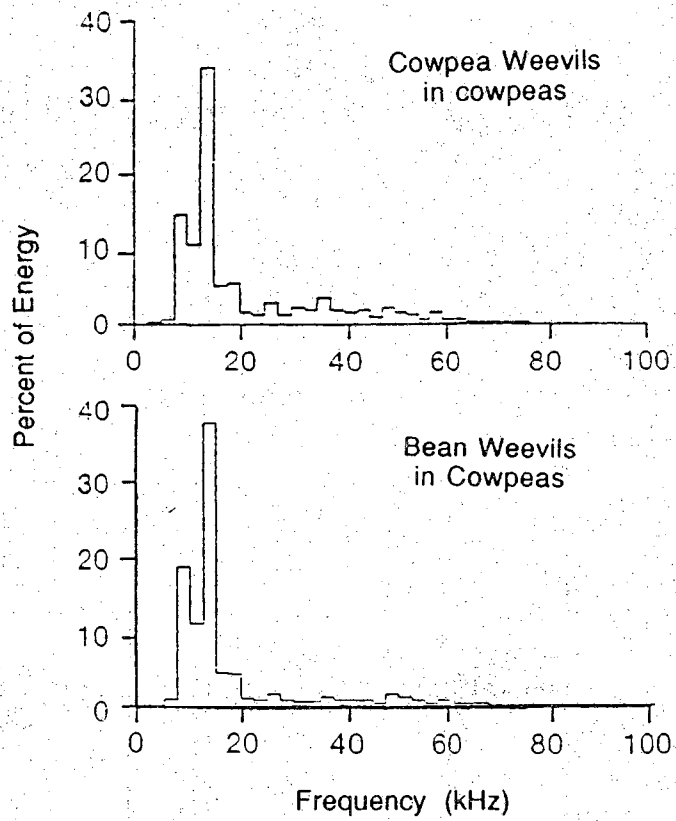 Percent of Energy
40
30
20
10
0
Cowpea Weevils
in cowpeas
0 20 40 60 80 100
40
30
20
10
0
Bean Weevils
in Cowpeas
0 20 40 60 80 100
Frequency (kHz)